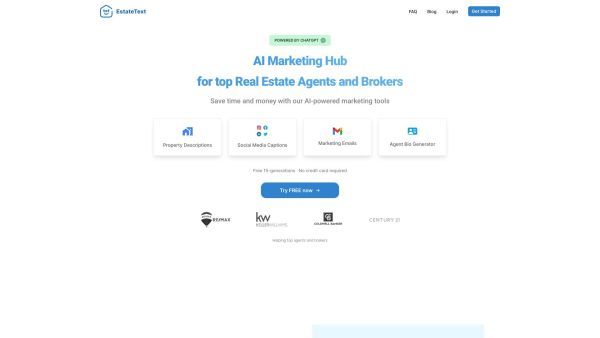 EstateText
FAQ Blog Login Get Started
POWERED BY CHATGPT
AI Marketing Hub
for top Real Estate Agents and Brokers
Save time and money with our AI-powered marketing tools
Property Descriptions
Social Media Captions
Marketing Emails
Agent Bio Generator
Free 15 generations · No credit card required
Try FREE now →
RE/MAX
kw
KELLERWILLIAMS.
COLDWELL BANKER
CENTURY 21
Helping top agents and brokers